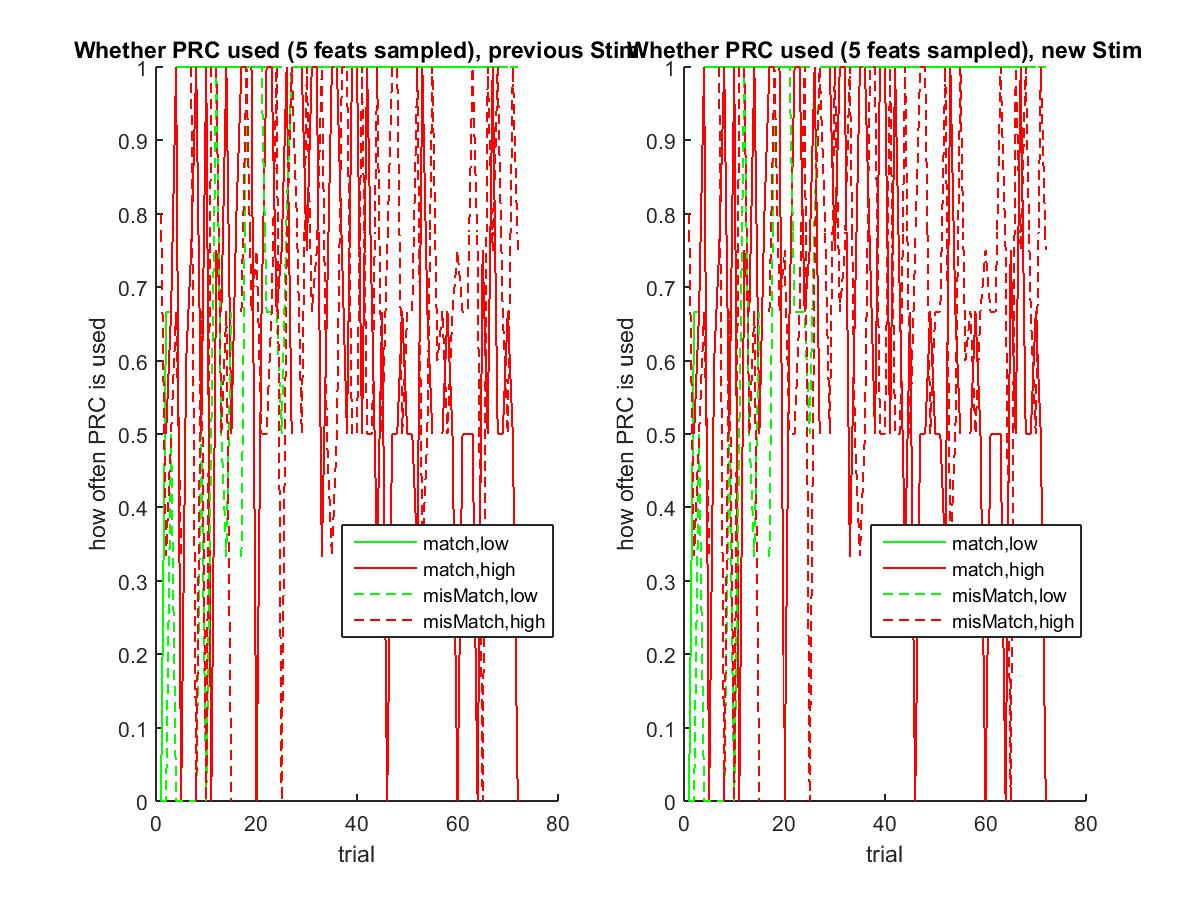 Whether PRC used (5 feats sampled), previous Stim
1
0.9
0.8
0.7
0.6
0.5
0.4
0.3
0.2
0.1
0
how often PRC is used
0
20
40
60
80
trial
match,low
match,high
misMatch,low
misMatch,high
Whether PRC used (5 feats sampled), new Stim
1
0.9
0.8
0.7
0.6
0.5
0.4
0.3
0.2
0.1
0
how often PRC is used
0
20
40
60
80
trial
match,low
match,high
misMatch,low
misMatch,high